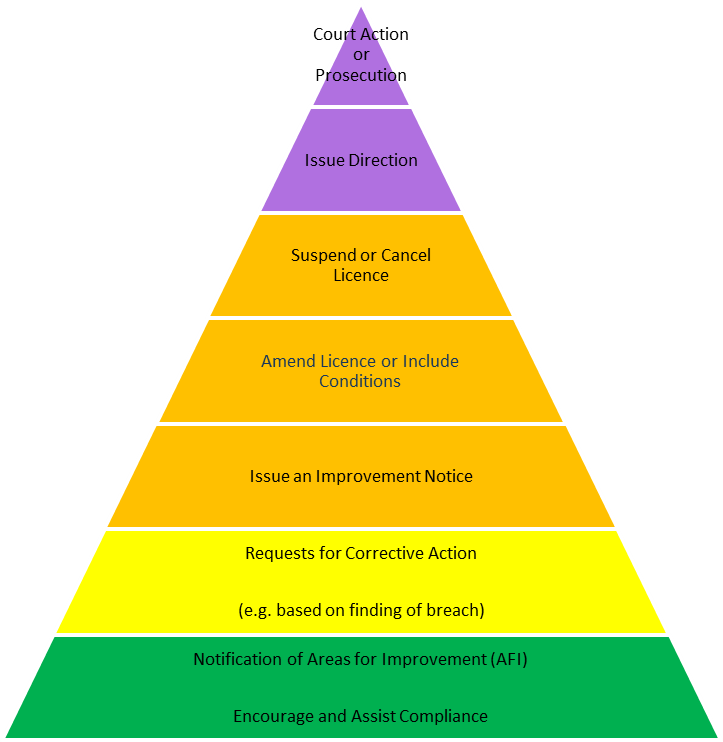 Court Action
or
Prosecution
Issue Direction
Suspend or Cancel
Licence
Amend Licence or Include
Conditions
Issue an Improvement Notice
Requests for Corrective Action
(e.g. based on finding of breach)
Notification of Areas for Improvement (AFI)
Encourage and Assist Compliance